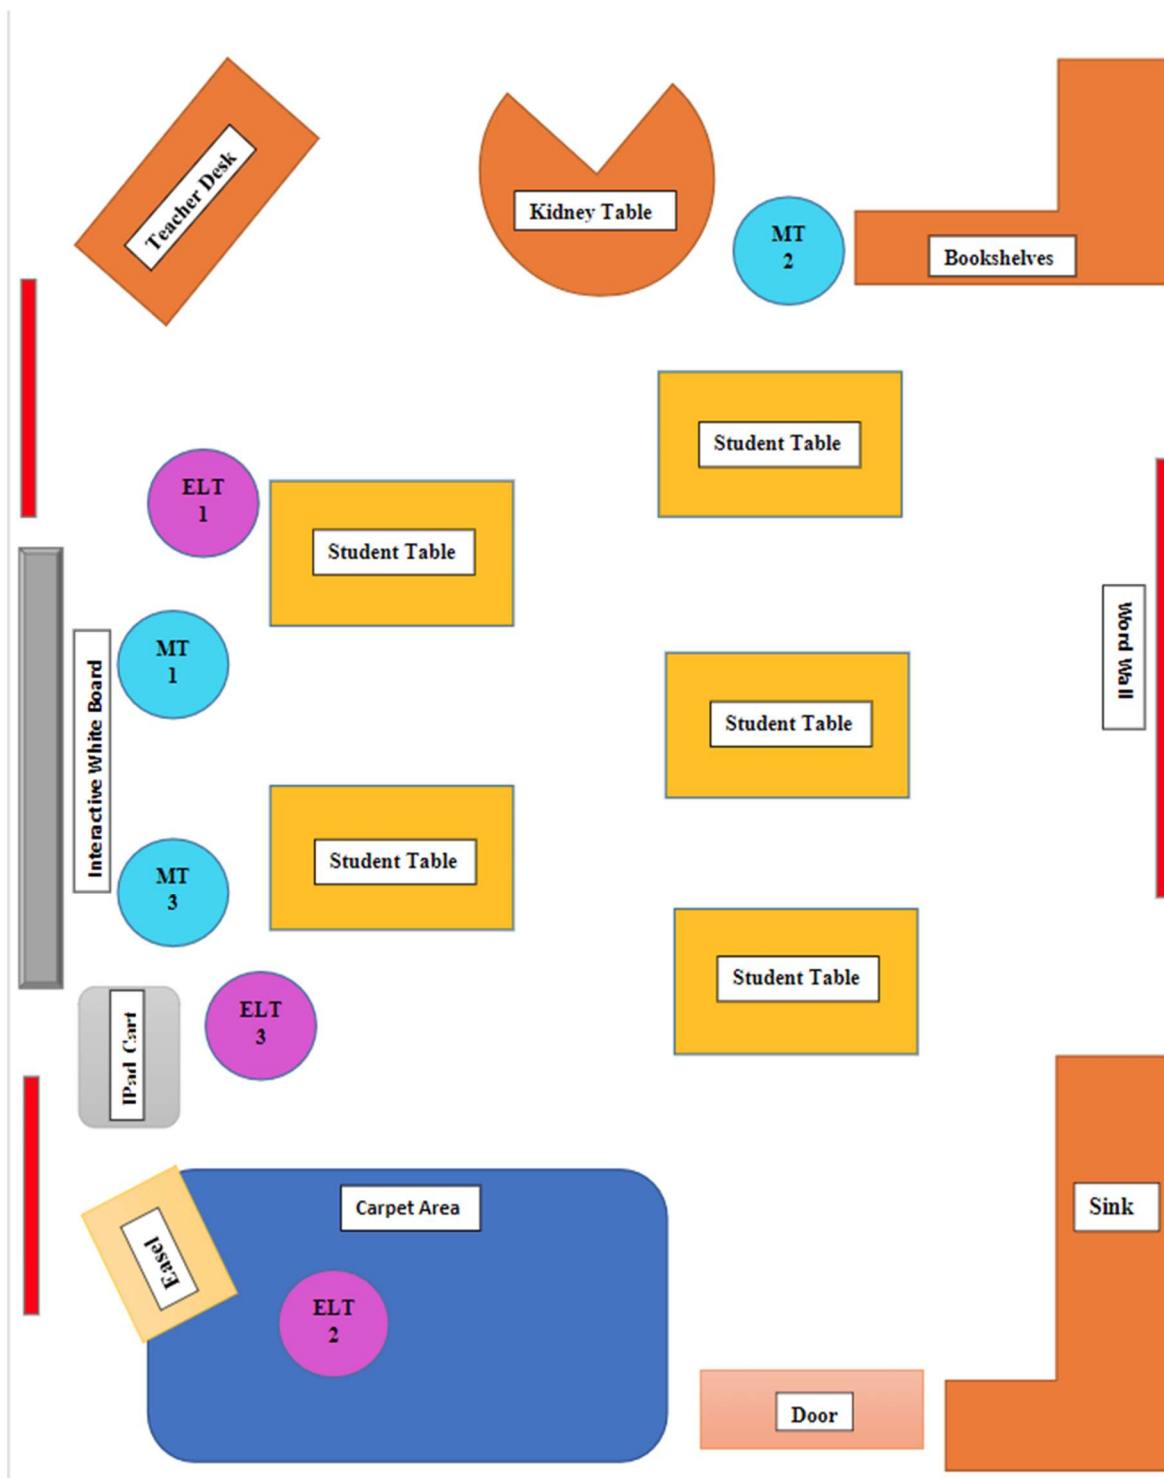 Teacher Desk
Kidney Table
MT
2
Bookshelves
Student Table
ELT
1
Student Table
MT
1
Interactive White Board
Word Wall
Student Table
MT
3
Student Table
Student Table
ELT
3
IPad Cart
Carpet Area
Easel
ELT
2
Sink
Door